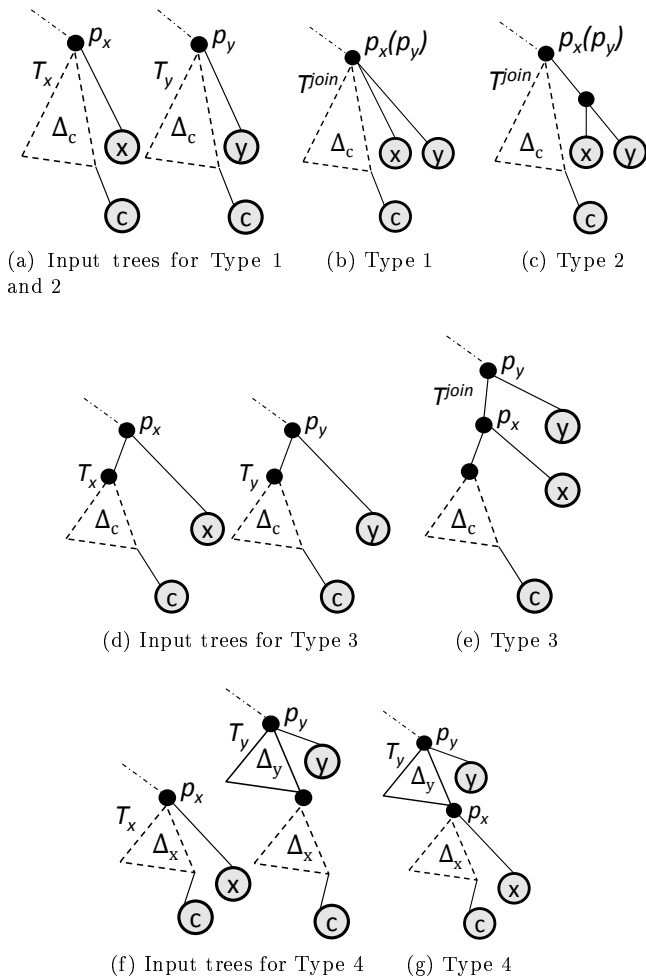 p_x p_y p_x(p_y) p_x(p_y)
T_x T_y T^join T^join
Δ_c Δ_c Δ_c Δ_c
x y x y x y
c c c c
(a) Input trees for Type 1 and 2
(b) Type 1
(c) Type 2
p_y
T^join
p_x p_y p_x
y
T_x T_y x
Δ_c Δ_c Δ_c
x y
c c c
(d) Input trees for Type 3
(e) Type 3
p_y p_y
T_y T_y
Δ_y y Δ_y y
p_x p_x
T_x
Δ_x Δ_x Δ_x
x x
c c c
(f) Input trees for Type 4
(g) Type 4